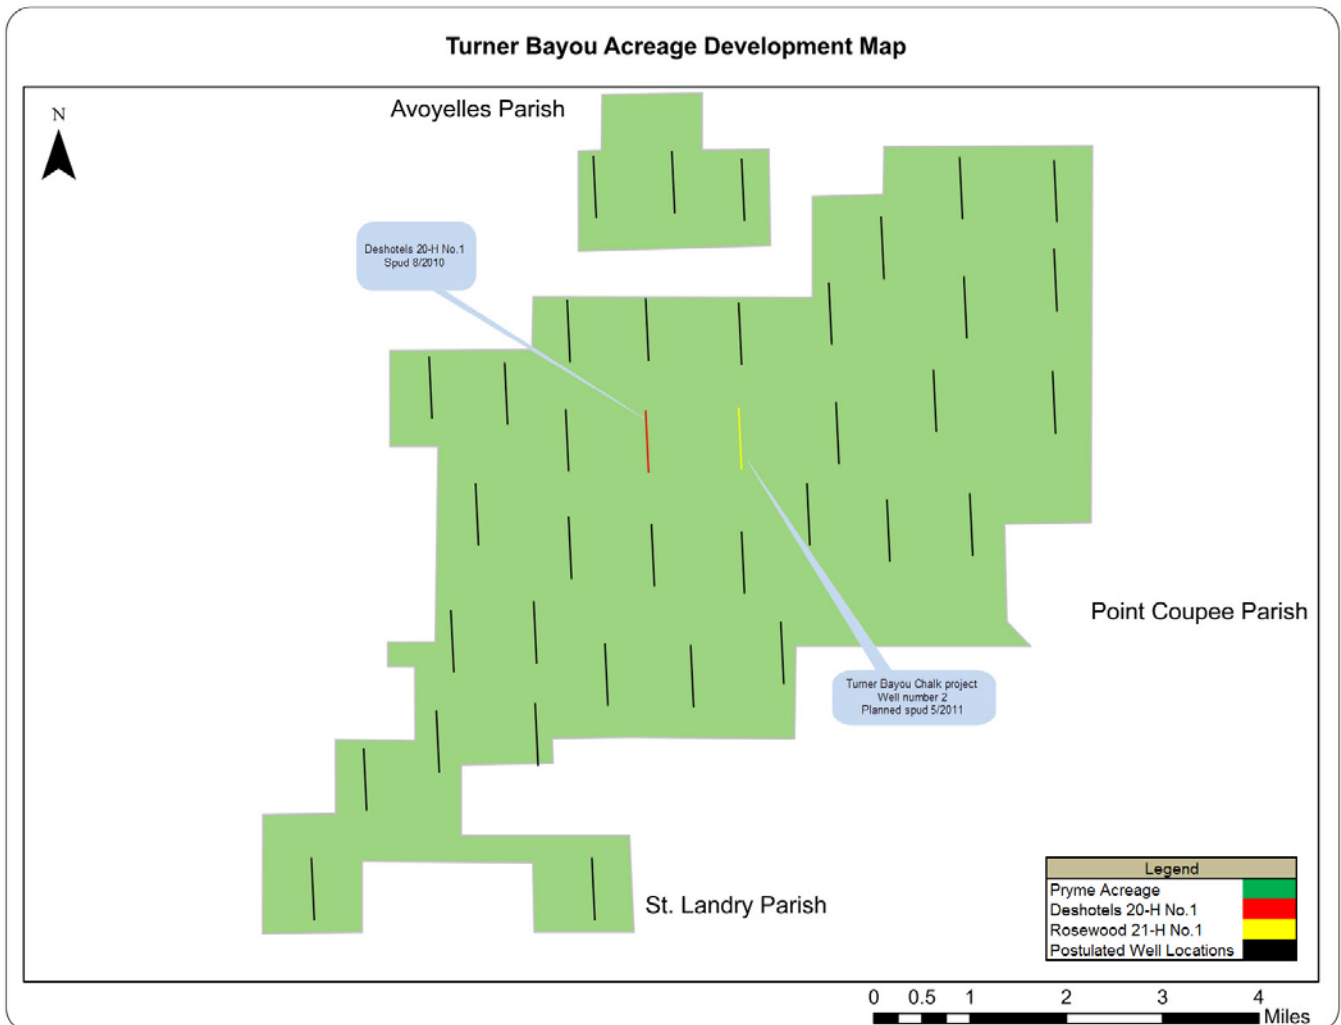 Turner Bayou Acreage Development Map
N
Avoyelles Parish
Deshotels 20-H No.1
Spud 8/2010
Point Coupee Parish
Turner Bayou Chalk project
Well number 2
Planned spud 5/2011
St. Landry Parish
Legend
Pryme Acreage
Deshotels 20-H No.1
Rosewood 21-H No.1
Postulated Well Locations
0 0.5 1 2 3 4
Miles